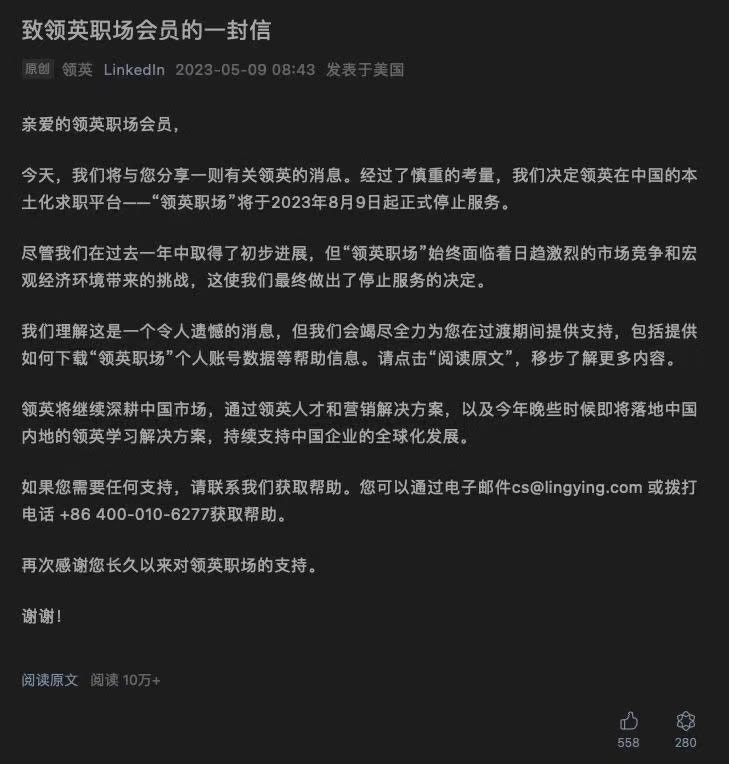 致领英职场会员的一封信
原创 领英 LinkedIn 2023-05-09 08:43 发表于美国
亲爱的领英职场会员，
今天，我们将与您分享一则有关领英的消息。经过了慎重的考量，我们决定领英在中国的本
土化求职平台——“领英职场”将于2023年8月9日起正式停止服务。
尽管我们在过去一年中取得了初步进展，但“领英职场”始终面临着日趋激烈的市场竞争和宏
观经济环境带来的挑战，这使我们最终做出了停止服务的决定。
我们理解这是一个令人遗憾的消息，但我们会竭尽全力为您在过渡期间提供支持，包括提供
如何下载“领英职场”个人账号数据等帮助信息。请点击“阅读原文”，移步了解更多内容。
领英将继续深耕中国市场，通过领英人才和营销解决方案，以及今年晚些时候即将落地中国
内地的领英学习解决方案，持续支持中国企业的全球化发展。
如果您需要任何支持，请联系我们获取帮助。您可以通过电子邮件cs@lingying.com 或拨打
电话 +86 400-010-6277获取帮助。
再次感谢您长久以来对领英职场的支持。
谢谢！
阅读原文 阅读 10万+
558 280